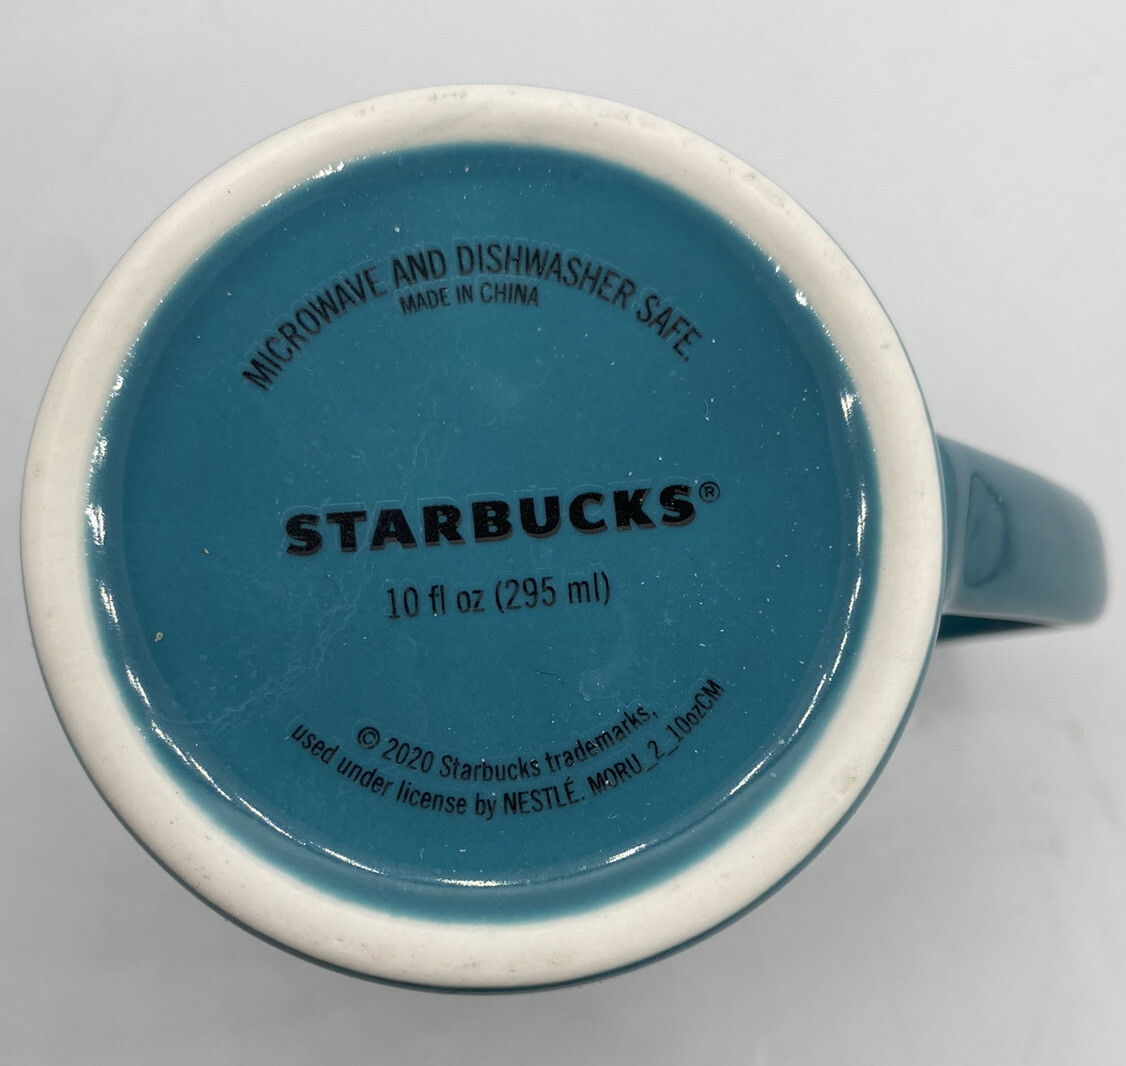 MICROWAVE AND DISHWASHER SAFE.
MADE IN CHINA
STARBUCKS®
10 fl oz (295 ml)
© 2020 Starbucks trademarks,
used under license by NESTLÉ. MORU_2_10ozCM